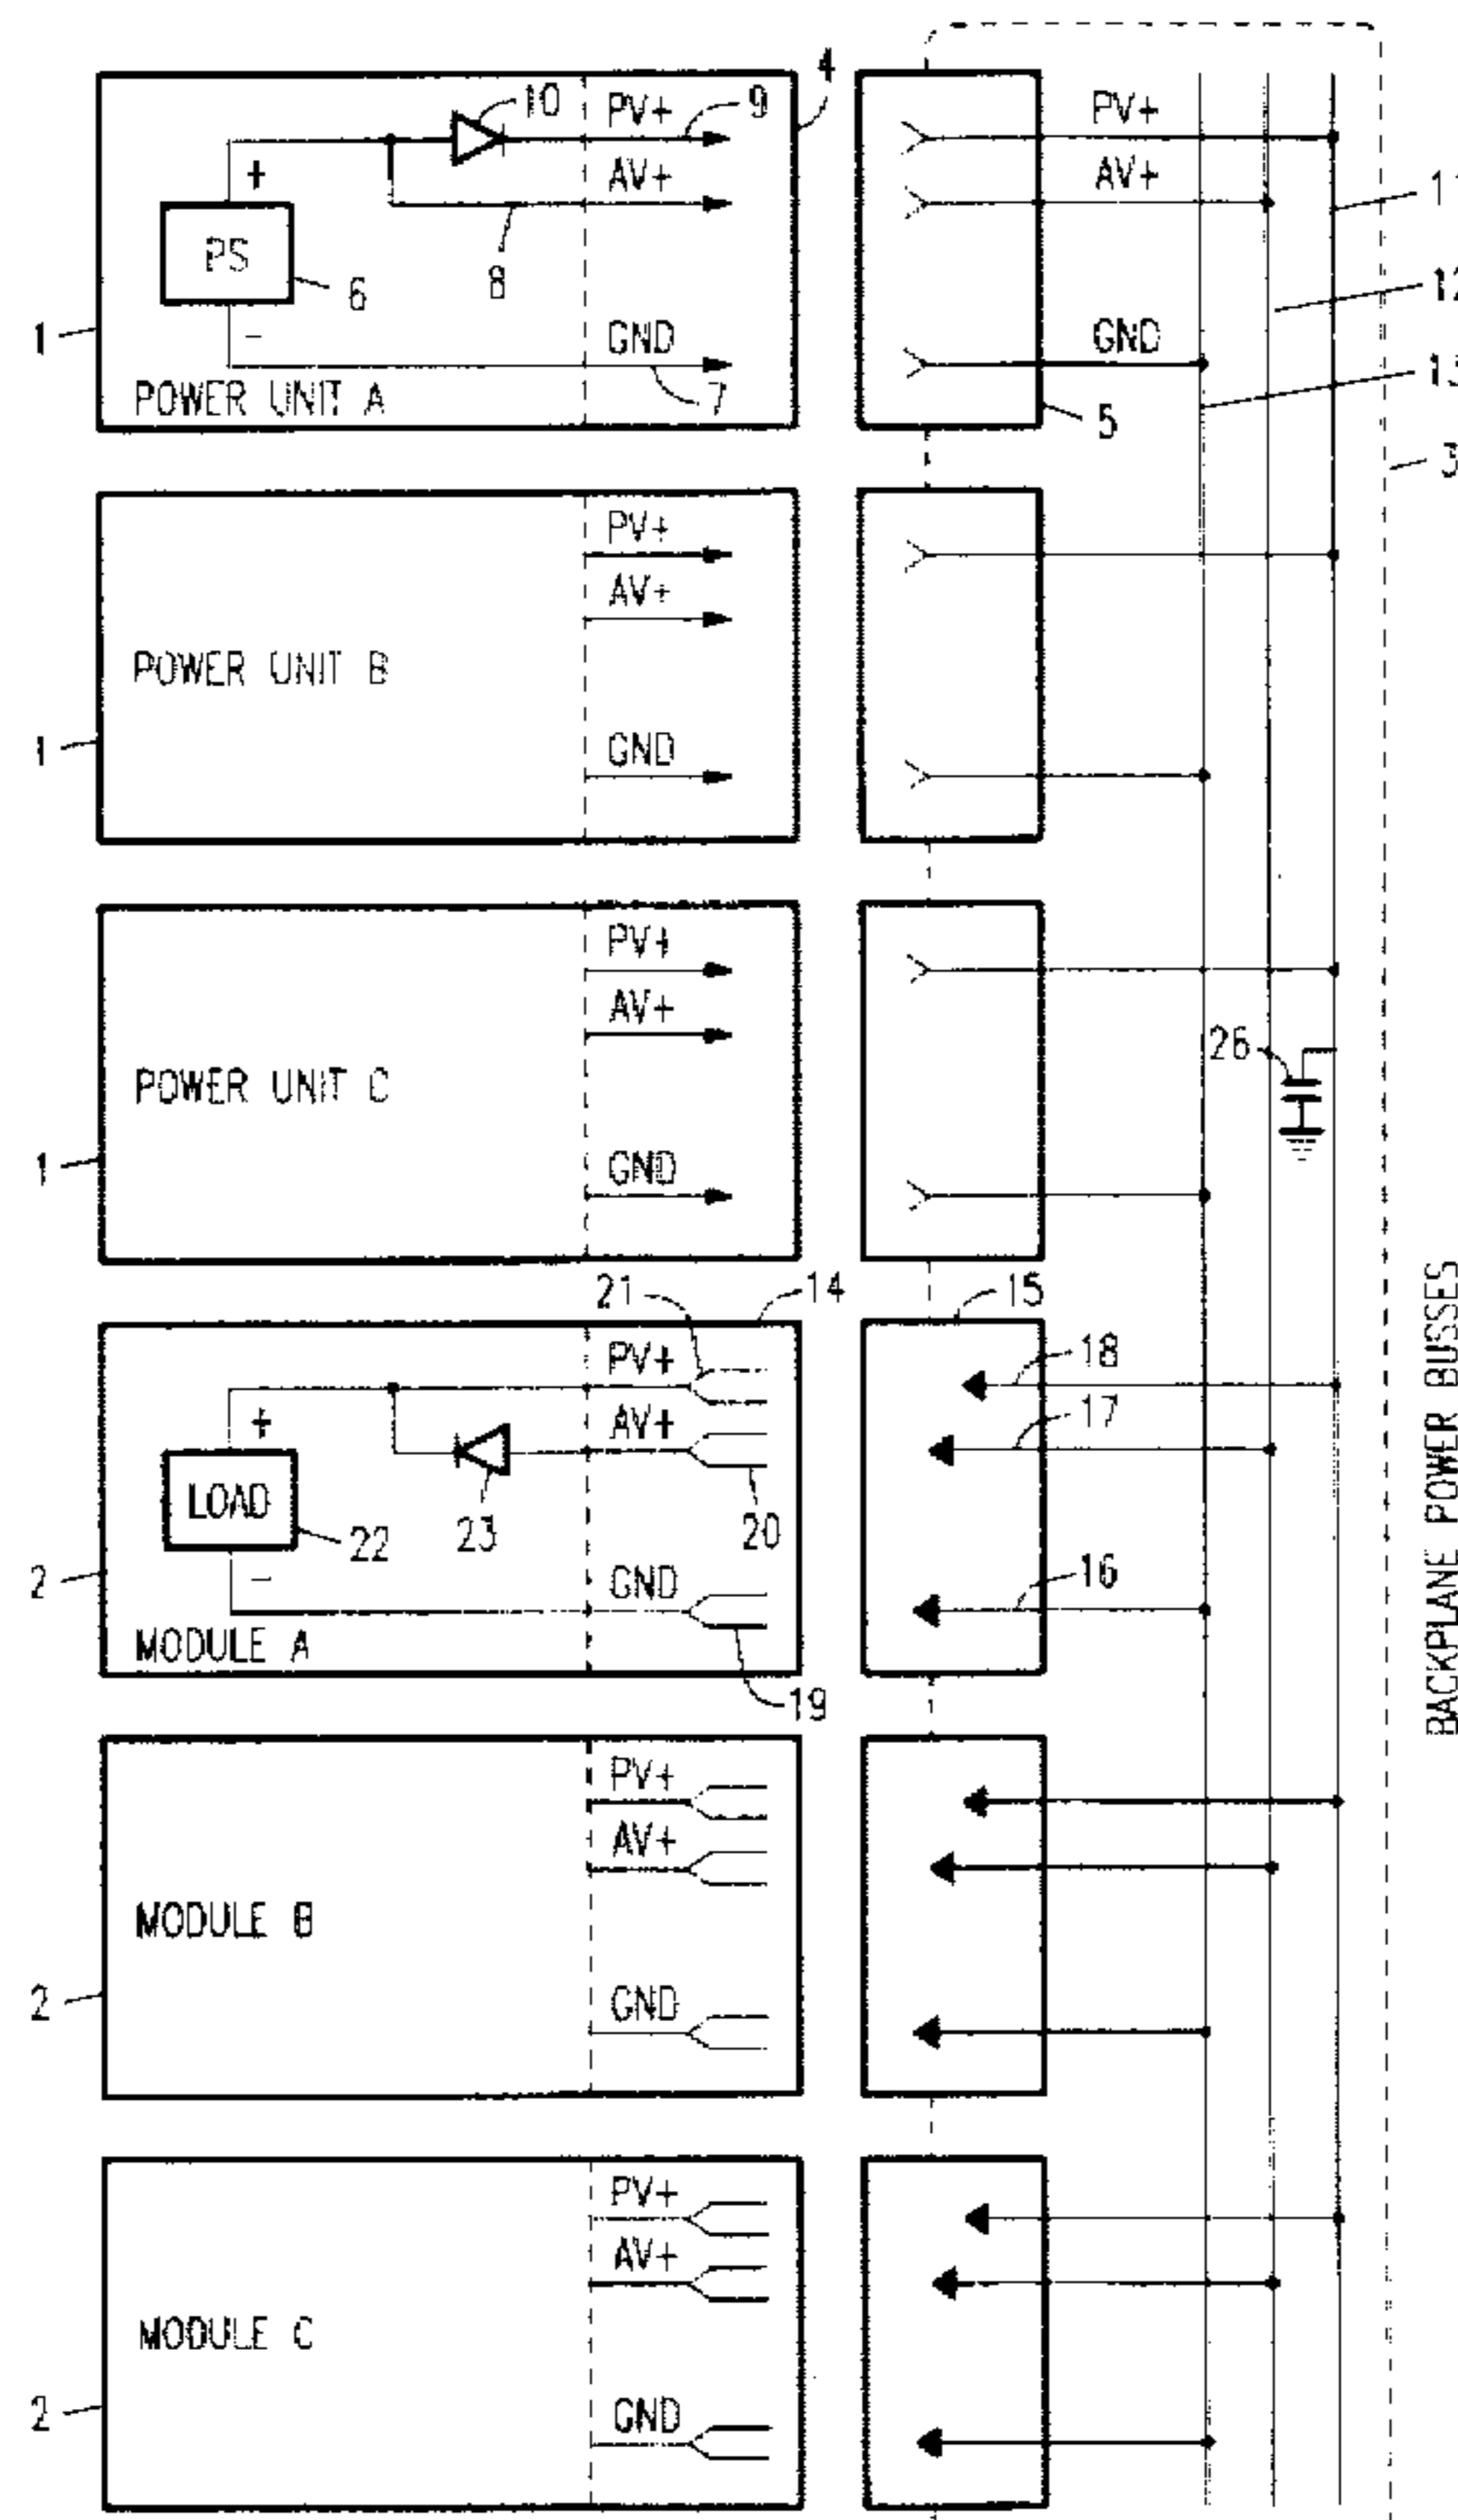 4
10
PV+
9
PV+
+
AV+
AV+
11
PS
6
8
12
1
-
GND
GND
13
POWER UNIT A
7
5
3
PV+
AV+
POWER UNIT B
1
GND
PV+
AV+
26
POWER UNIT C
1
GND
21
14
15
PV+
18
+
AV+
17
LOAD
22
23
20
2
-
GND
16
MODULE A
19
BACKPLANE POWER BUSSES
PV+
AV+
MODULE B
2
GND
PV+
AV+
MODULE C
2
GND